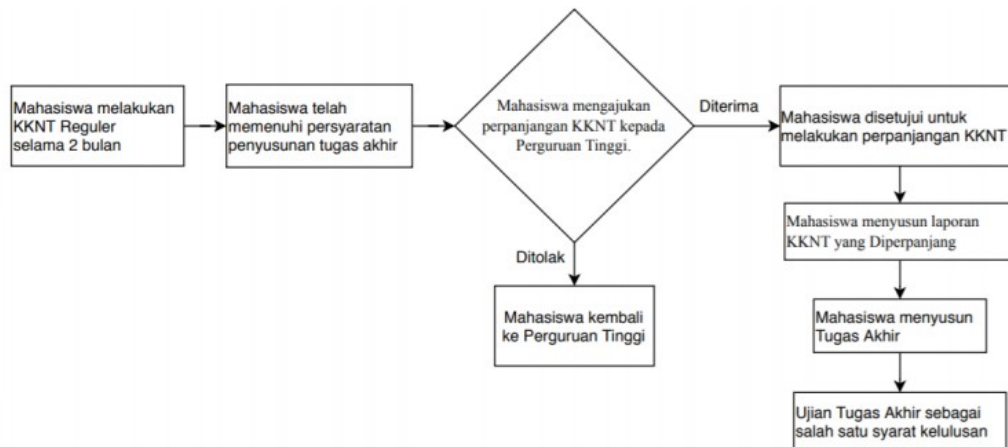 Mahasiswa melakukan
KKNT Reguler
selama 2 bulan
Mahasiswa telah
memenuhi persyaratan
penyusunan tugas akhir
Mahasiswa mengajukan
perpanjangan KKNT kepada
Perguruan Tinggi.
Diterima
Mahasiswa disetujui untuk
melakukan perpanjangan KKNT
Mahasiswa menyusun laporan
KKNT yang Diperpanjang
Ditolak
Mahasiswa kembali
ke Perguruan Tinggi
Mahasiswa menyusun
Tugas Akhir
Ujian Tugas Akhir sebagai
salah satu syarat kelulusan